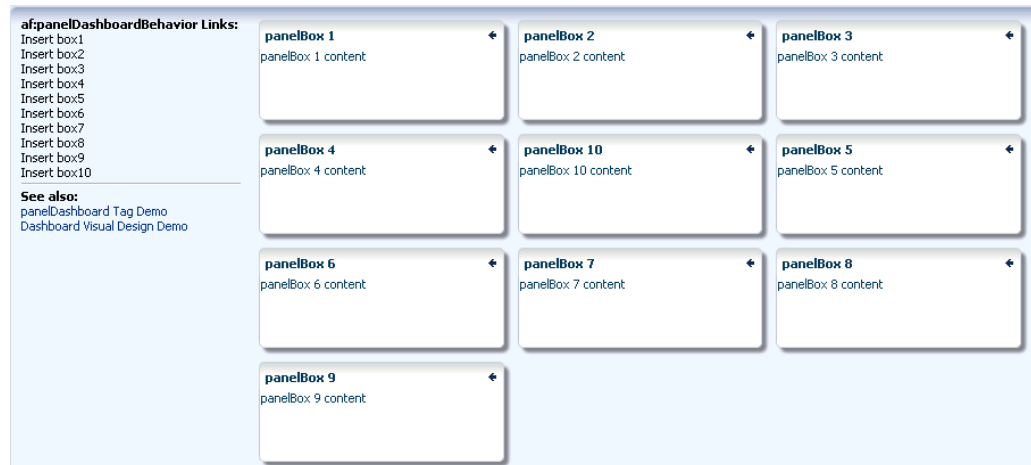 af:panelDashboardBehavior Links:
Insert box1
Insert box2
Insert box3
Insert box4
Insert box5
Insert box6
Insert box7
Insert box8
Insert box9
Insert box10
See also:
panelDashboard Tag Demo
Dashboard Visual Design Demo
panelBox 1
panelBox 1 content
panelBox 2
panelBox 2 content
panelBox 3
panelBox 3 content
panelBox 4
panelBox 4 content
panelBox 10
panelBox 10 content
panelBox 5
panelBox 5 content
panelBox 6
panelBox 6 content
panelBox 7
panelBox 7 content
panelBox 8
panelBox 8 content
panelBox 9
panelBox 9 content